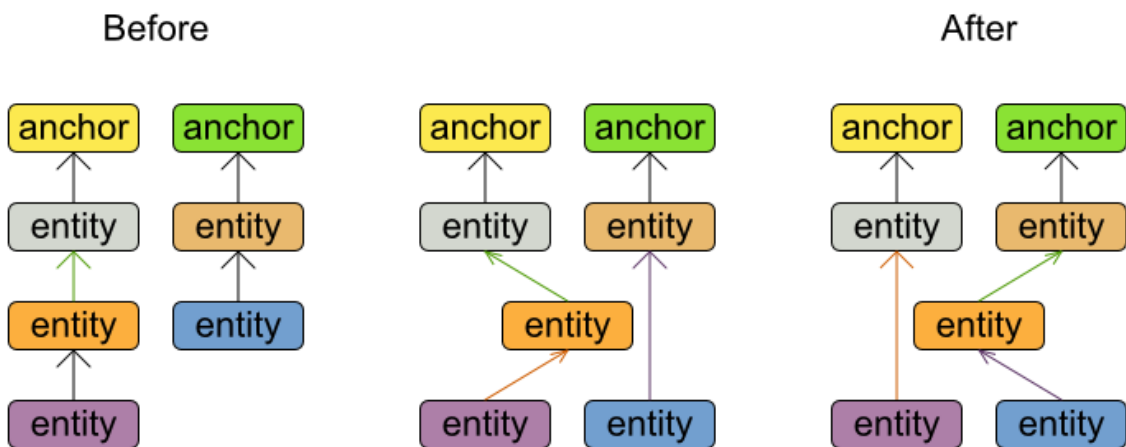 Before After
anchor anchor anchor anchor anchor anchor
entity entity entity entity entity entity
entity entity entity entity
entity entity entity entity entity